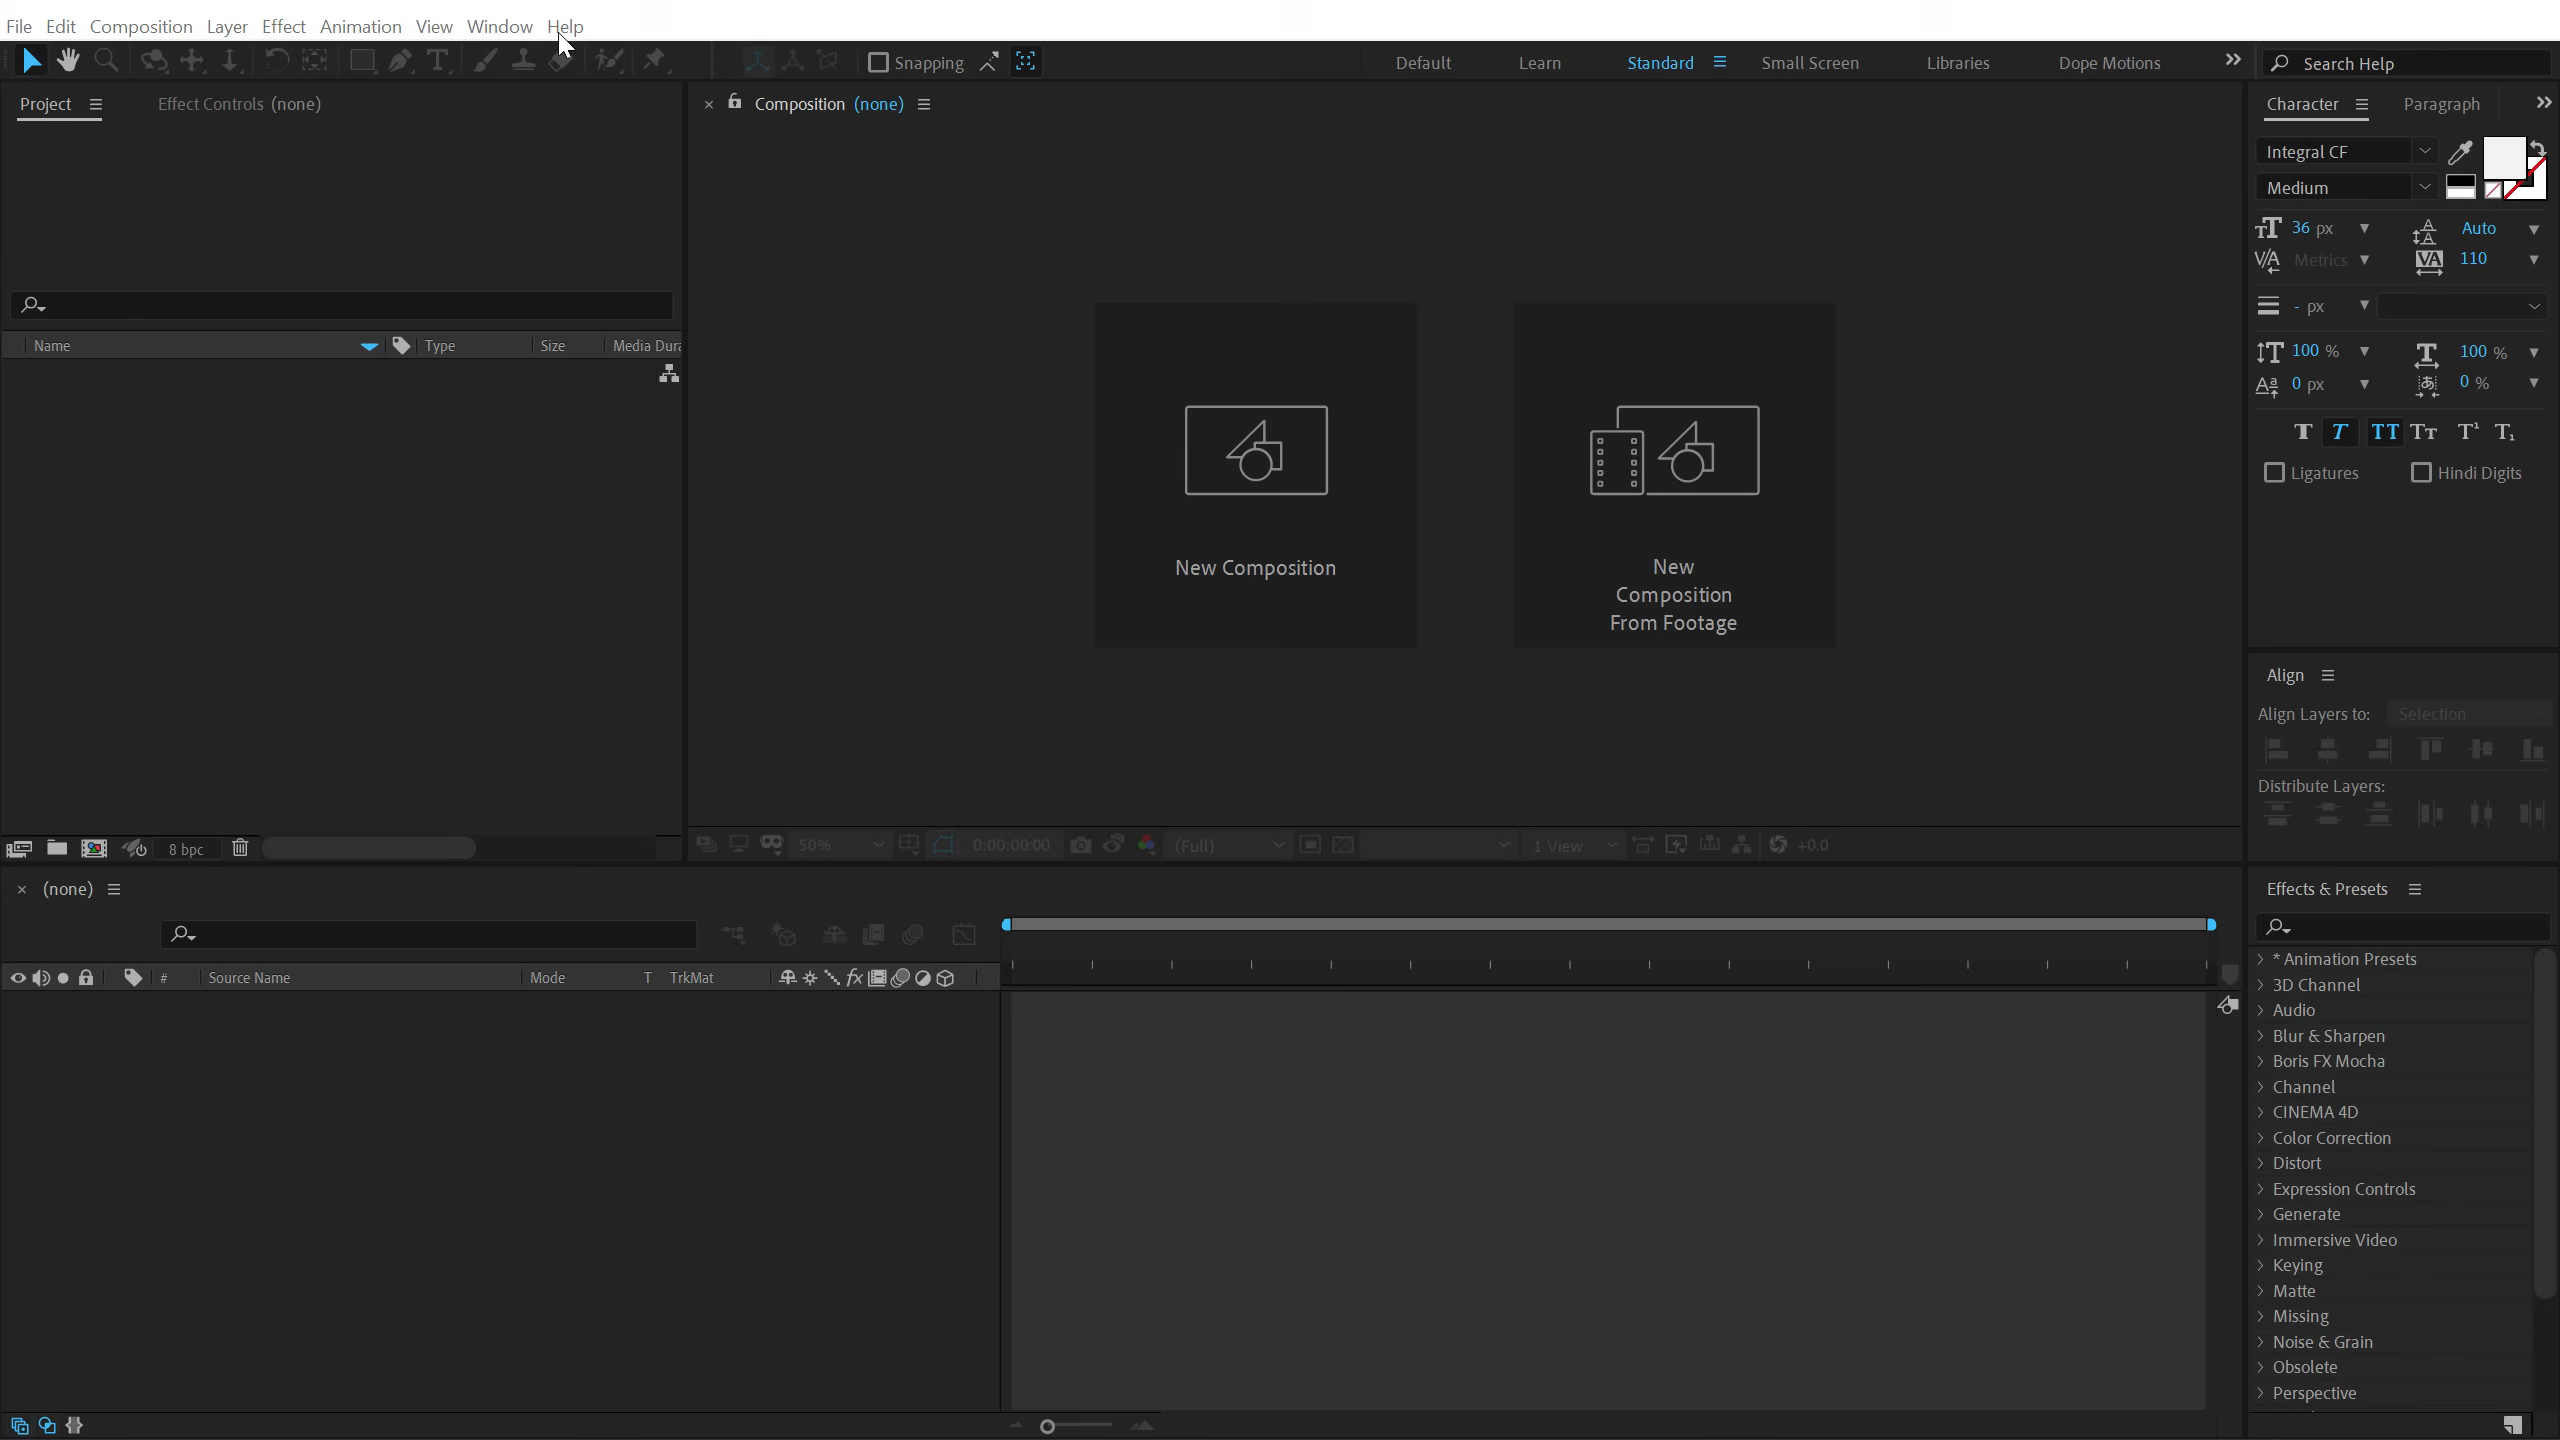 File Edit Composition Layer Effect Animation View Window Help
Snapping
Default Learn Standard Small Screen Libraries Dope Motions
Search Help
Project
Effect Controls (none)
Composition (none)
Character
Paragraph
Integral CF
Medium
36 px
Auto
Metrics
110
- px
100 %
100 %
0 px
0 %
Ligatures
Hindi Digits
Name
Type
Size
Media Dura
New Composition
New
Composition
From Footage
Align
Align Layers to:
Selection
Distribute Layers:
8 bpc
50%
0:00:00:00
(Full)
1 View
+0.0
(none)
# Source Name
Mode
T TrkMat
fx
Effects & Presets
* Animation Presets
3D Channel
Audio
Blur & Sharpen
Boris FX Mocha
Channel
CINEMA 4D
Color Correction
Distort
Expression Controls
Generate
Immersive Video
Keying
Matte
Missing
Noise & Grain
Obsolete
Perspective